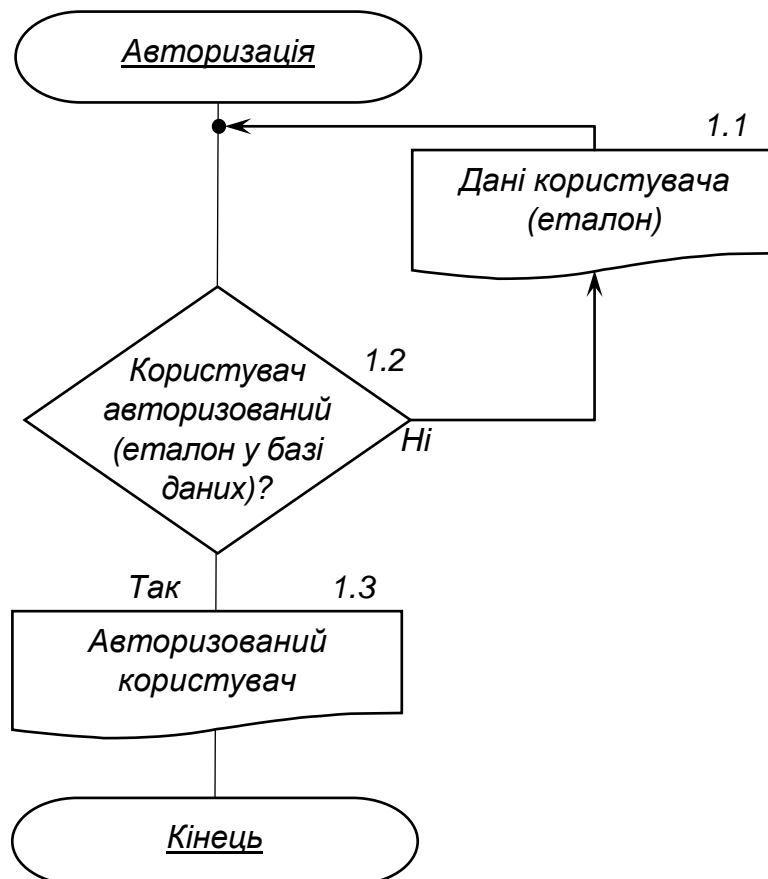 Авторизація
1.1
Дані користувача
(еталон)
1.2
Користувач
авторизований
(еталон у базі
даних)?
Ні
Так
1.3
Авторизований
користувач
Кінець